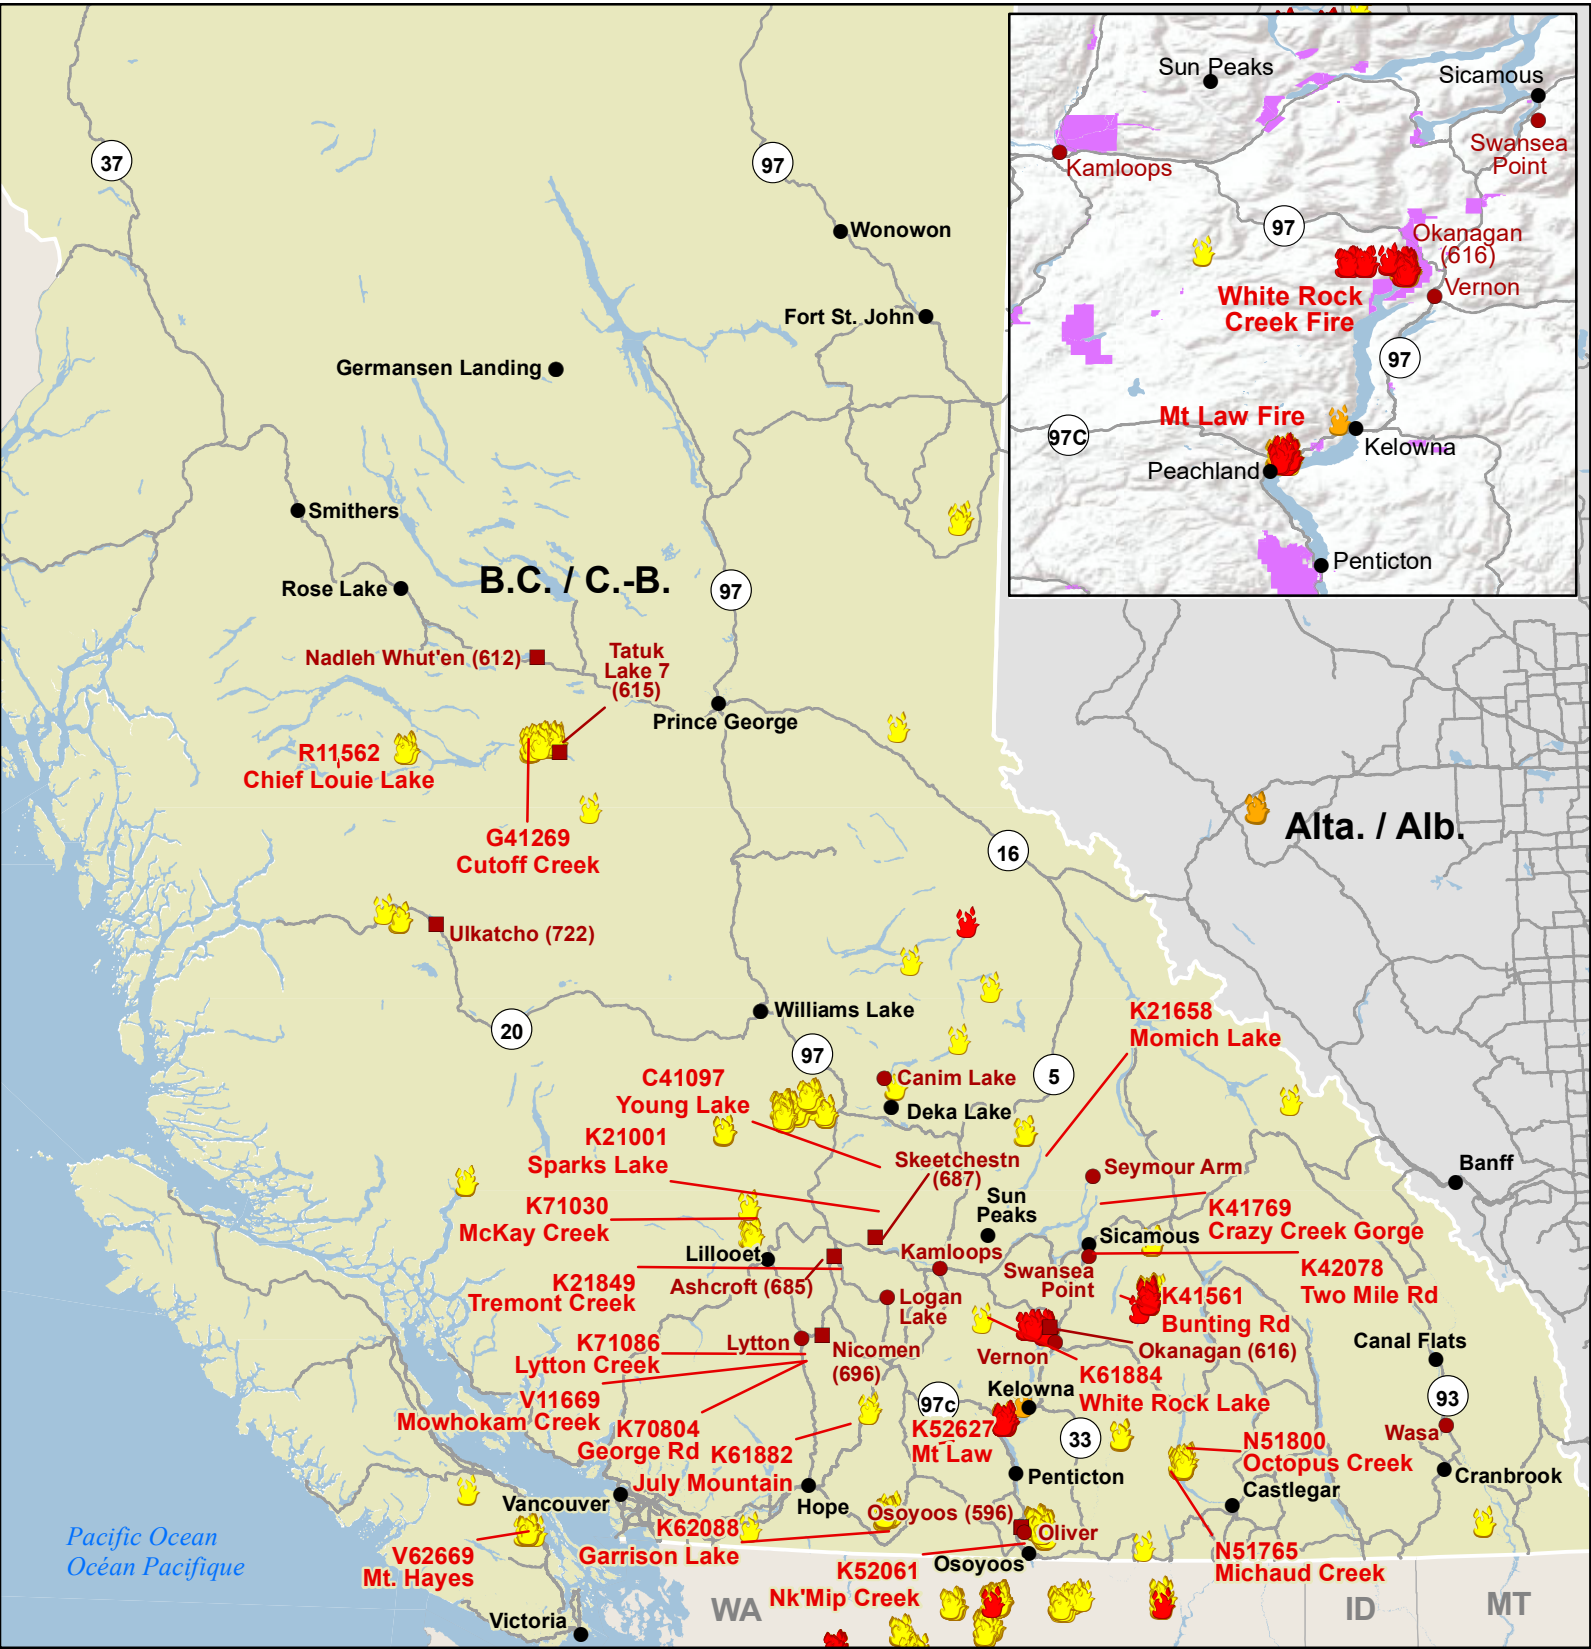 37
97
Wonowon
Fort St. John
Germansen Landing
Smithers
Rose Lake
B.C. / C.-B.
97
Nadleh Whut'en (612)
Tatuk
Lake 7
(615)
Prince George
R11562
Chief Louie Lake
G41269
Cutoff Creek
16
Alta. / Alb.
Ulkatcho (722)
Williams Lake
20
97
5
K21658
Momich Lake
Canim Lake
Deka Lake
C41097
Young Lake
K21001
Sparks Lake
Skeetchestn
(687)
Seymour Arm
Banff
K71030
McKay Creek
Sun
Peaks
K41769
Crazy Creek Gorge
Lillooet
Sicamous
Kamloops
K21849
Tremont Creek
Ashcroft (685)
Swansea
Point
K42078
Two Mile Rd
Logan
Lake
K41561
Bunting Rd
K71086
Lytton Creek
Lytton
Nicomen
(696)
Vernon
Okanagan (616)
Canal Flats
V11669
Mowhokam Creek
97c
Kelowna
K61884
White Rock Lake
93
K70804
George Rd
K61882
July Mountain
K52627
Mt Law
33
Wasa
N51800
Octopus Creek
Penticton
Cranbrook
Castlegar
Vancouver
Hope
Osoyoos (596)
Oliver
K62088
Garrison Lake
Pacific Ocean
Océan Pacifique
V62669
Mt. Hayes
K52061
Nk'Mip Creek
Osoyoos
N51765
Michaud Creek
Victoria
WA
ID
MT
Sun Peaks
Sicamous
Swansea
Point
Kamloops
97
Okanagan
(616)
Vernon
White Rock
Creek Fire
97
Mt Law Fire
97C
Kelowna
Peachland
Penticton